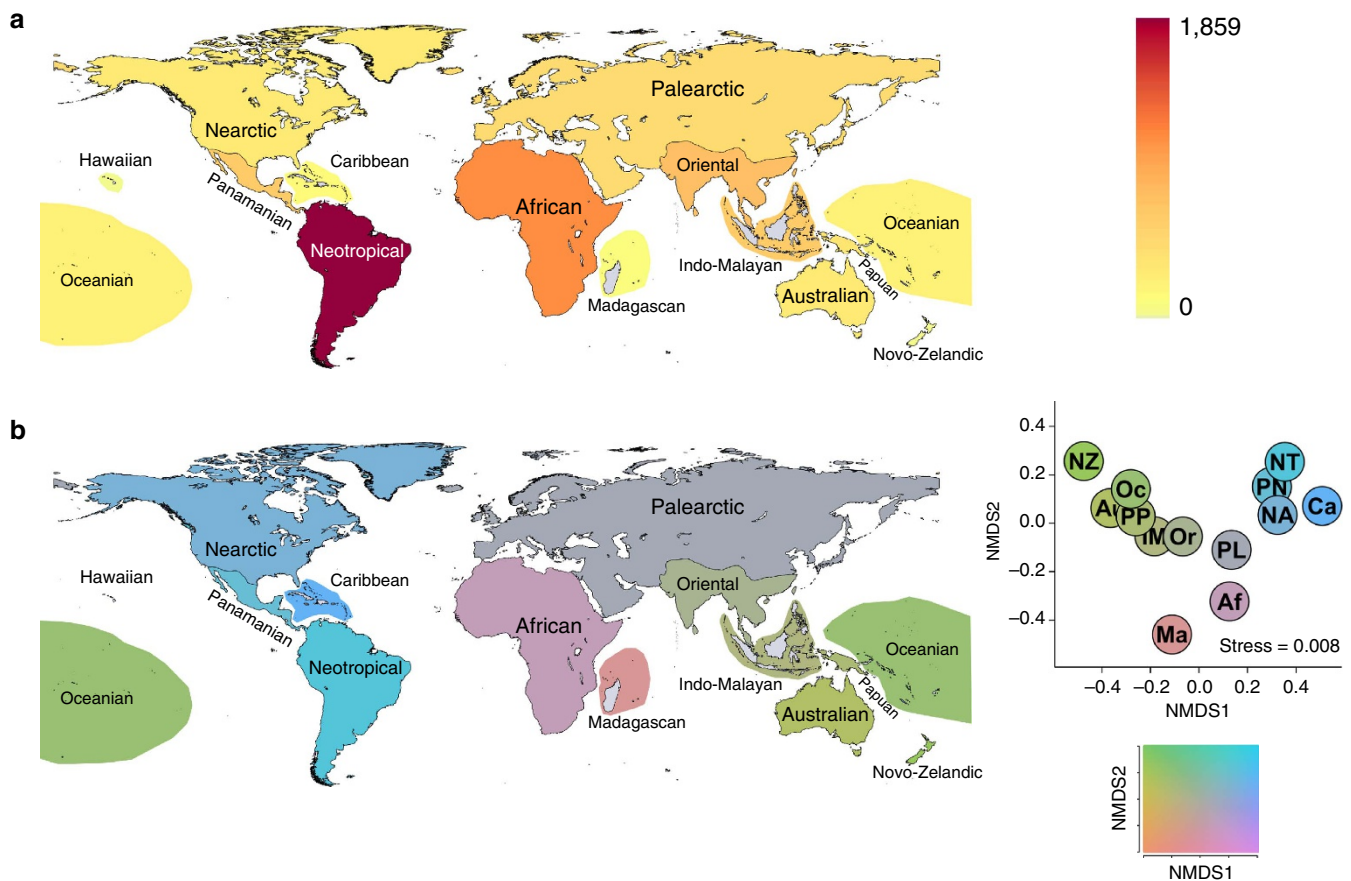 a
1,859
0
Palearctic
Nearctic
Hawaiian
Caribbean
Oriental
Panamanian
African
Oceanian
Neotropical
Oceanian
Indo-Malayan
Papuan
Madagascan
Australian
Novo-Zelandic
b
Palearctic
Nearctic
Hawaiian
Caribbean
Oriental
Panamanian
African
Oceanian
Neotropical
Oceanian
Indo-Malayan
Papuan
Madagascan
Australian
Novo-Zelandic
NMDS2
0.4
0.2
0.0
−0.2
−0.4
NZ
NT
Oc
PN
PP
NA
Ca
Or
PL
Af
Ma
Stress = 0.008
−0.4 −0.2 0.0 0.2 0.4
NMDS1
NMDS2
NMDS1